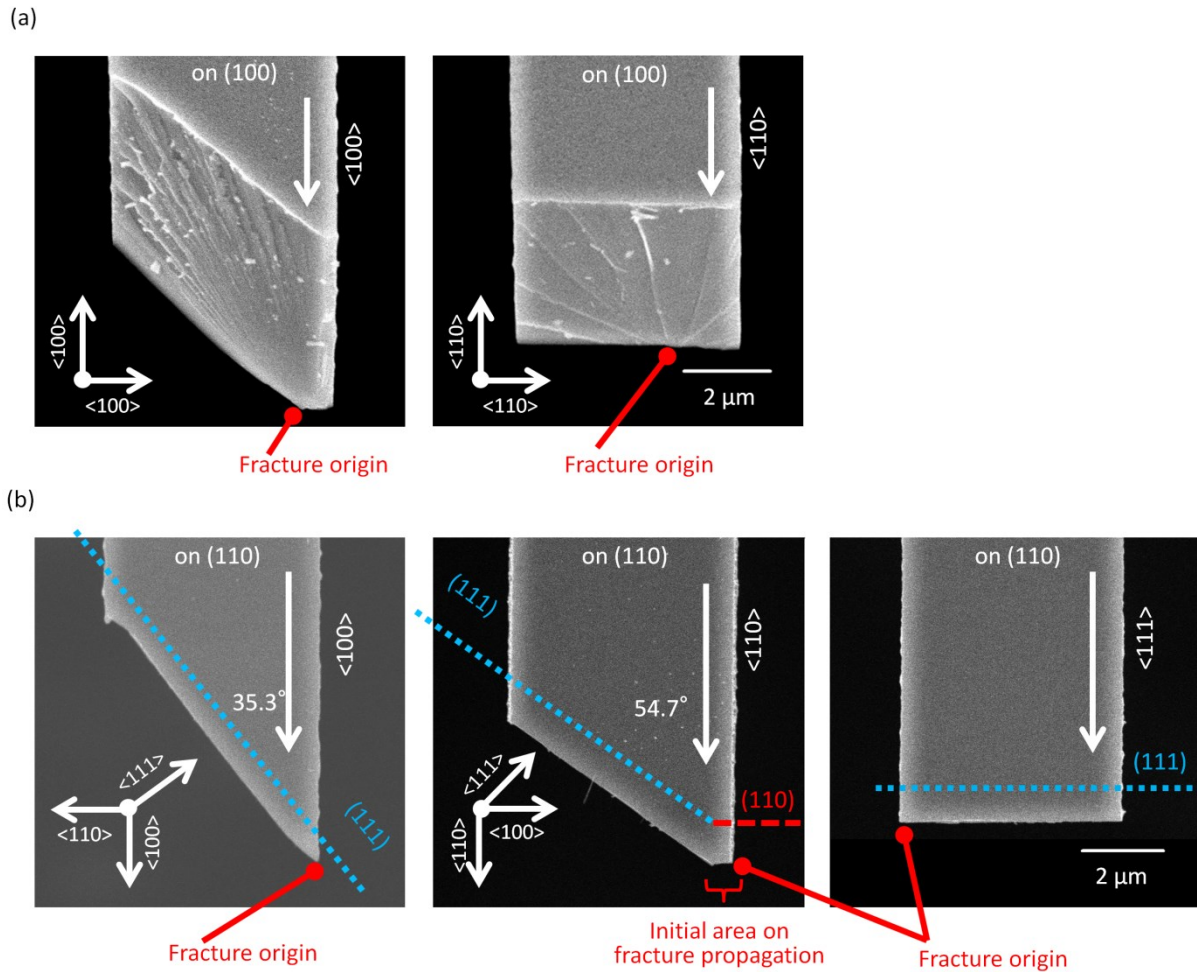 (a)
on (100)
<100>
<100>
<100>
Fracture origin
on (100)
<110>
<110>
<110>
2 μm
Fracture origin
(b)
on (110)
<100>
35.3°
<111>
<110>
<100>
(111)
Fracture origin
on (110)
(111)
<110>
54.7°
<111>
<100>
<110>
(110)
Initial area on
fracture propagation
on (110)
<111>
(111)
2 μm
Fracture origin